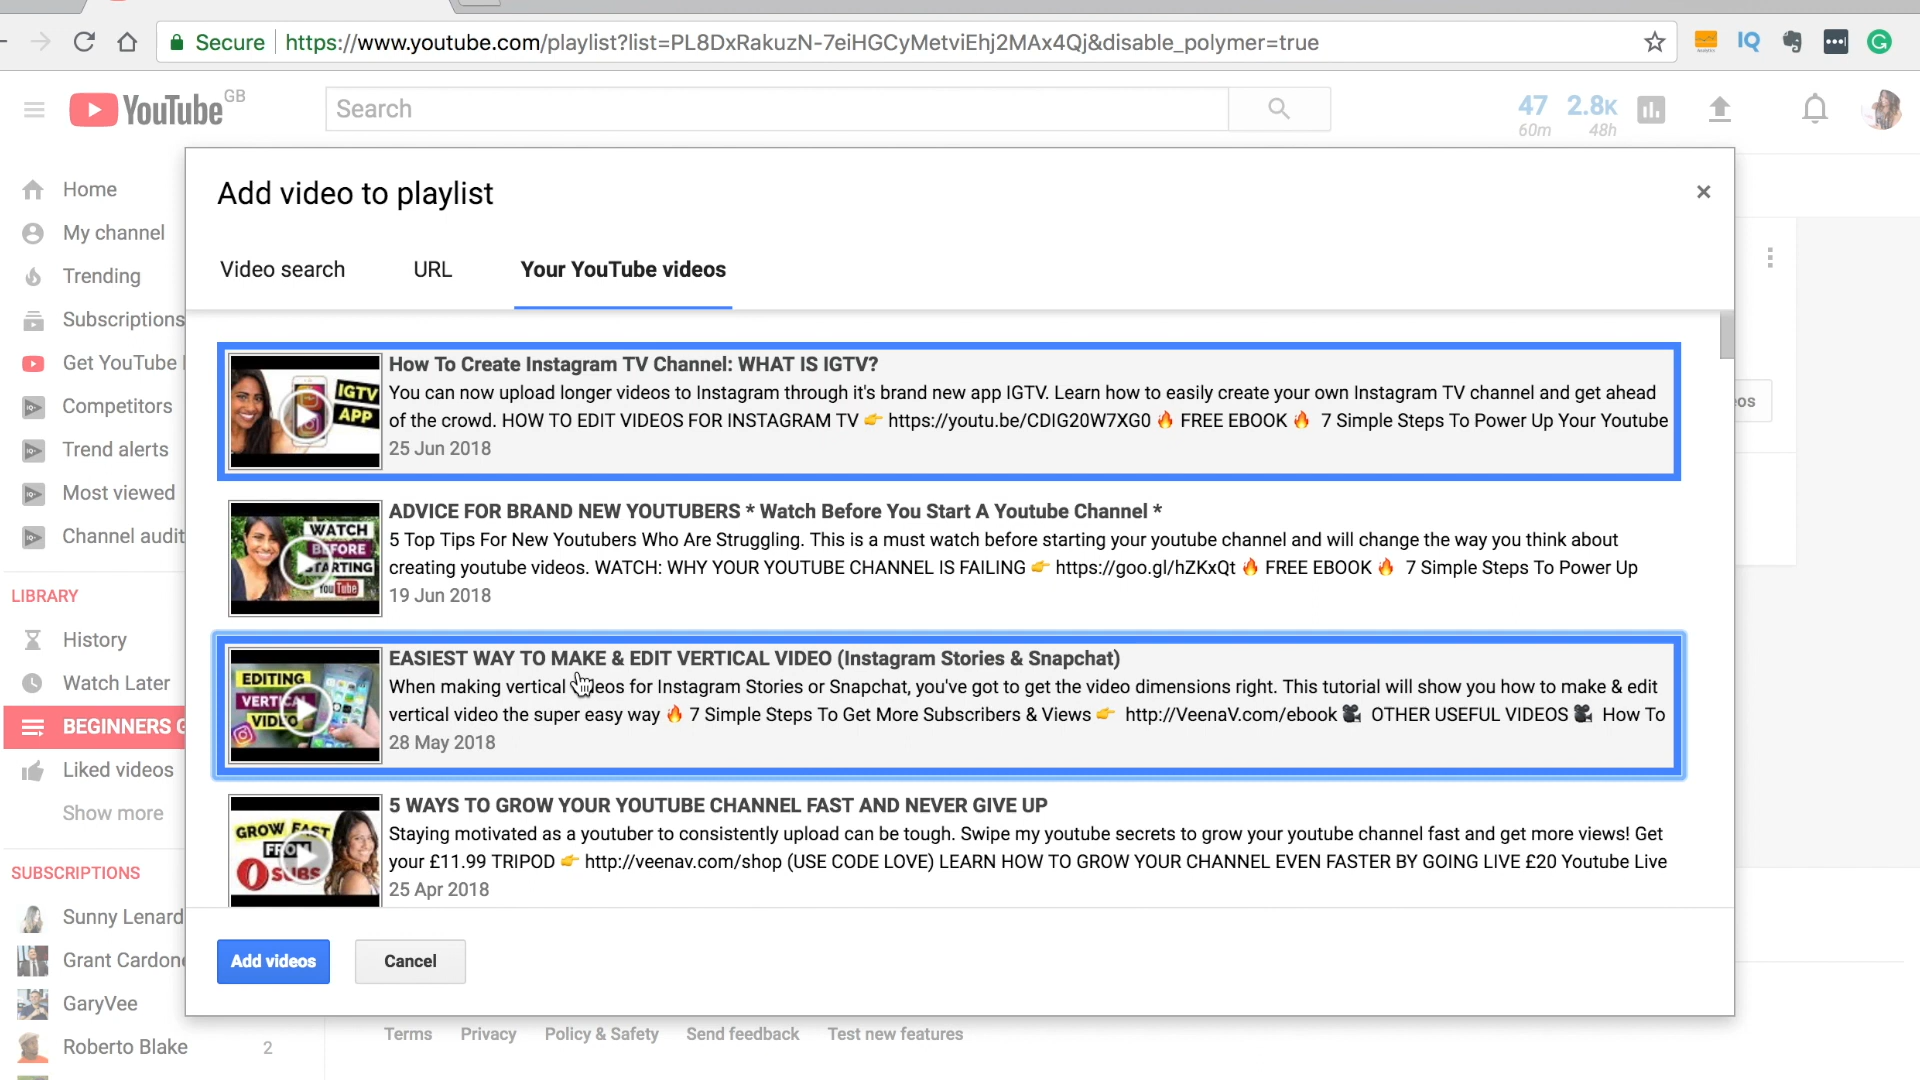 Secure https://www.youtube.com/playlist?list=PL8DxRakuzN-7eiHGCyMetviEhj2MAx4Qj&disable_polymer=true
IQ
G
YouTube GB
Search
47 2.8K
60m 48h
Home
My channel
Trending
Subscriptions
Get YouTube
Competitors
Trend alerts
Most viewed
Channel audit
LIBRARY
History
Watch Later
BEGINNERS G
Liked videos
Show more
SUBSCRIPTIONS
Sunny Lenard
Grant Cardone
GaryVee
Roberto Blake 2
Add video to playlist
×
Video search URL Your YouTube videos
IGTV
APP
How To Create Instagram TV Channel: WHAT IS IGTV?
You can now upload longer videos to Instagram through it's brand new app IGTV. Learn how to easily create your own Instagram TV channel and get ahead
of the crowd. HOW TO EDIT VIDEOS FOR INSTAGRAM TV 👉 https://youtu.be/CDIG20W7XG0 🔥 FREE EBOOK 🔥 7 Simple Steps To Power Up Your Youtube
25 Jun 2018
WATCH
BEFORE
STARTING
YouTube
ADVICE FOR BRAND NEW YOUTUBERS * Watch Before You Start A Youtube Channel *
5 Top Tips For New Youtubers Who Are Struggling. This is a must watch before starting your youtube channel and will change the way you think about
creating youtube videos. WATCH: WHY YOUR YOUTUBE CHANNEL IS FAILING 👉 https://goo.gl/hZKxQt 🔥 FREE EBOOK 🔥 7 Simple Steps To Power Up
19 Jun 2018
EDITING
VERTICAL
VIDEO
EASIEST WAY TO MAKE & EDIT VERTICAL VIDEO (Instagram Stories & Snapchat)
When making vertical videos for Instagram Stories or Snapchat, you've got to get the video dimensions right. This tutorial will show you how to make & edit
vertical video the super easy way 🔥 7 Simple Steps To Get More Subscribers & Views 👉 http://VeenaV.com/ebook 🎥 OTHER USEFUL VIDEOS 🎥 How To
28 May 2018
GROW FAST
FROM
0 SUBS
5 WAYS TO GROW YOUR YOUTUBE CHANNEL FAST AND NEVER GIVE UP
Staying motivated as a youtuber to consistently upload can be tough. Swipe my youtube secrets to grow your youtube channel fast and get more views! Get
your £11.99 TRIPOD 👉 http://veenav.com/shop (USE CODE LOVE) LEARN HOW TO GROW YOUR CHANNEL EVEN FASTER BY GOING LIVE £20 Youtube Live
25 Apr 2018
Add videos Cancel
os
Terms Privacy Policy & Safety Send feedback Test new features